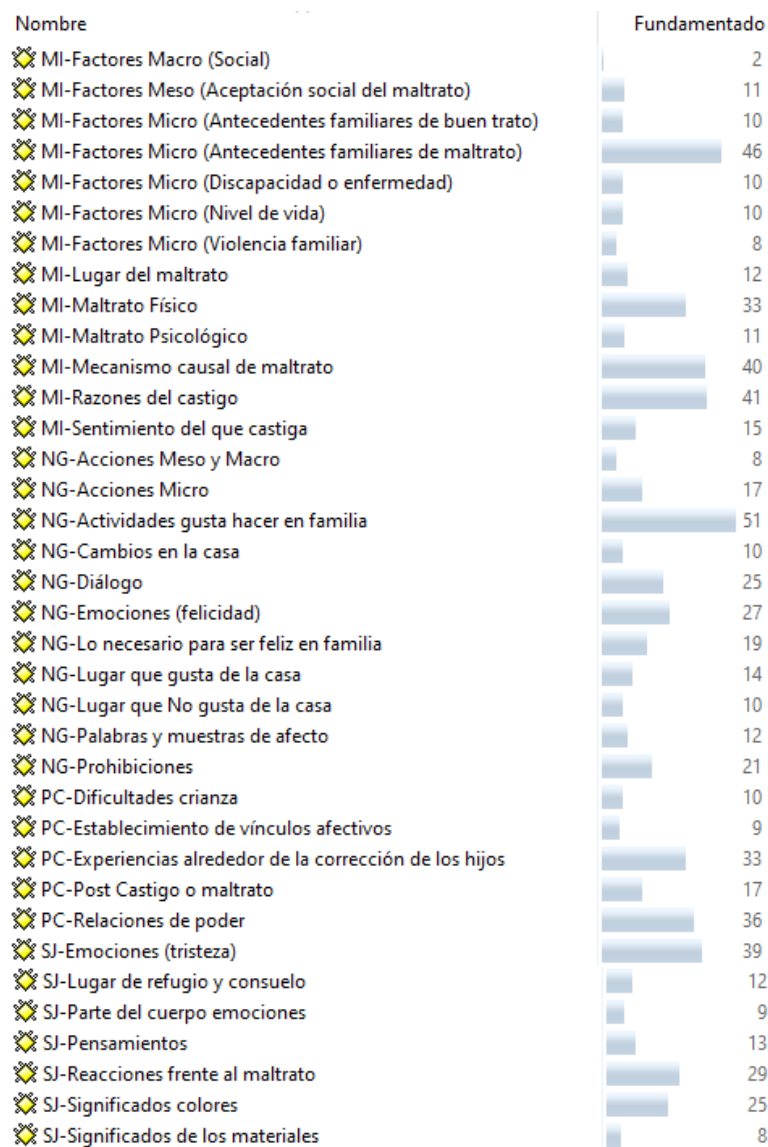 Nombre Fundamentado
MI-Factores Macro (Social) 2
MI-Factores Meso (Aceptación social del maltrato) 11
MI-Factores Micro (Antecedentes familiares de buen trato) 10
MI-Factores Micro (Antecedentes familiares de maltrato) 46
MI-Factores Micro (Discapacidad o enfermedad) 10
MI-Factores Micro (Nivel de vida) 10
MI-Factores Micro (Violencia familiar) 8
MI-Lugar del maltrato 12
MI-Maltrato Físico 33
MI-Maltrato Psicológico 11
MI-Mecanismo causal de maltrato 40
MI-Razones del castigo 41
MI-Sentimiento del que castiga 15
NG-Acciones Meso y Macro 8
NG-Acciones Micro 17
NG-Actividades gusta hacer en familia 51
NG-Cambios en la casa 10
NG-Diálogo 25
NG-Emociones (felicidad) 27
NG-Lo necesario para ser feliz en familia 19
NG-Lugar que gusta de la casa 14
NG-Lugar que No gusta de la casa 10
NG-Palabras y muestras de afecto 12
NG-Prohibiciones 21
PC-Dificultades crianza 10
PC-Establecimiento de vínculos afectivos 9
PC-Experiencias alrededor de la corrección de los hijos 33
PC-Post Castigo o maltrato 17
PC-Relaciones de poder 36
SJ-Emociones (tristeza) 39
SJ-Lugar de refugio y consuelo 12
SJ-Parte del cuerpo emociones 9
SJ-Pensamientos 13
SJ-Reacciones frente al maltrato 29
SJ-Significados colores 25
SJ-Significados de los materiales 8